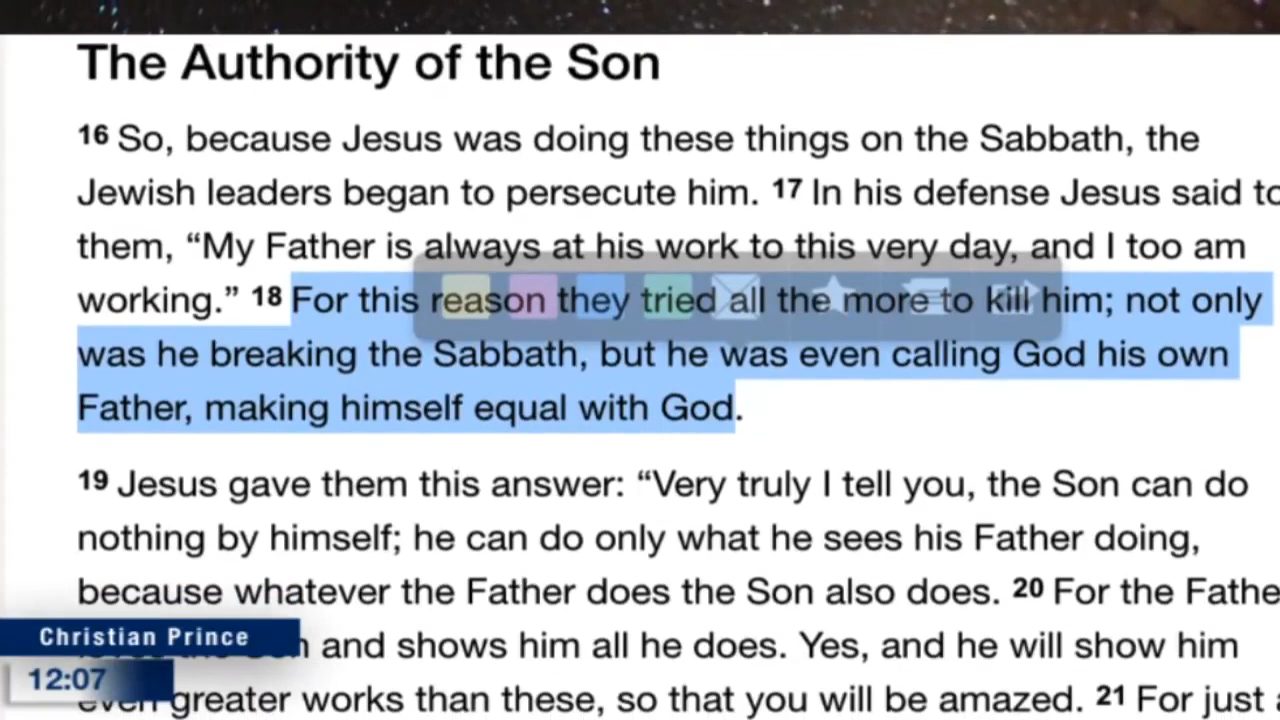 The Authority of the Son
16 So, because Jesus was doing these things on the Sabbath, the
Jewish leaders began to persecute him. 17 In his defense Jesus said to
them, “My Father is always at his work to this very day, and I too am
working.” 18 For this reason they tried all the more to kill him; not only
was he breaking the Sabbath, but he was even calling God his own
Father, making himself equal with God.
19 Jesus gave them this answer: “Very truly I tell you, the Son can do
nothing by himself; he can do only what he sees his Father doing,
because whatever the Father does the Son also does. 20 For the Fathe
Christian Prince
and shows him all he does. Yes, and he will show him
12:07
even greater works than these, so that you will be amazed. 21 For just a